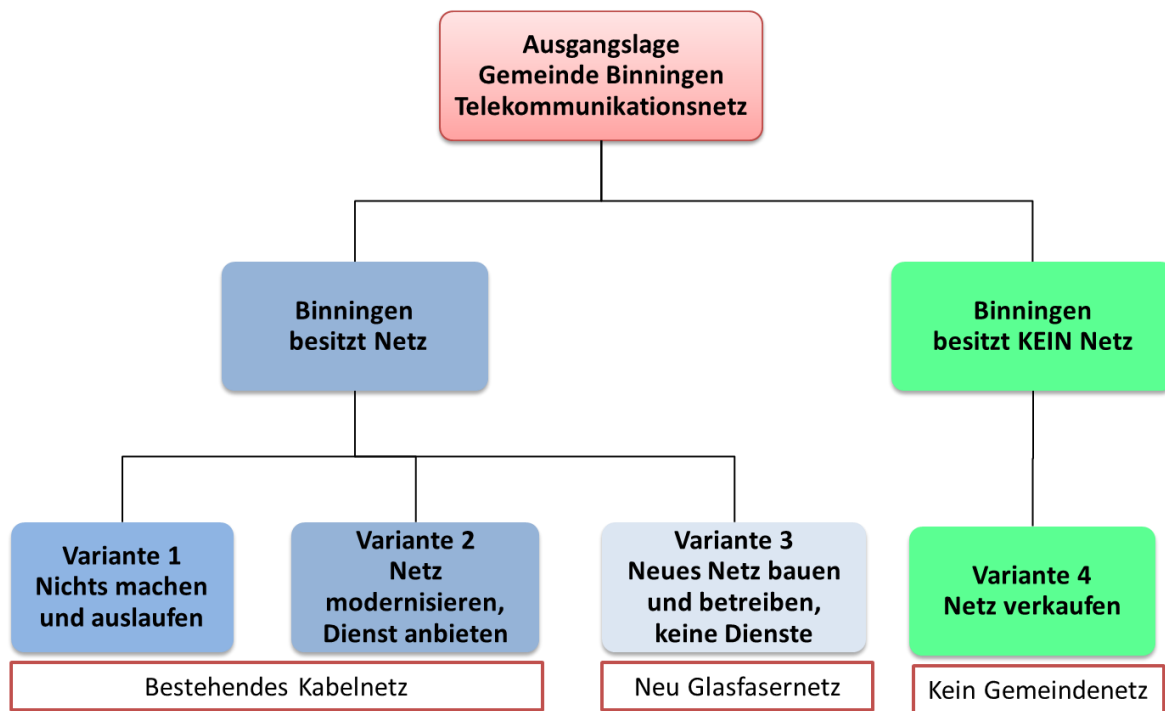 Ausgangslage
Gemeinde Binningen
Telekommunikationsnetz
Binningen
besitzt Netz
Binningen
besitzt KEIN Netz
Variante 1
Nichts machen
und auslaufen
Variante 2
Netz
modernisieren,
Dienst anbieten
Variante 3
Neues Netz bauen
und betreiben,
keine Dienste
Variante 4
Netz verkaufen
Bestehendes Kabelnetz
Neu Glasfasernetz
Kein Gemeindenetz